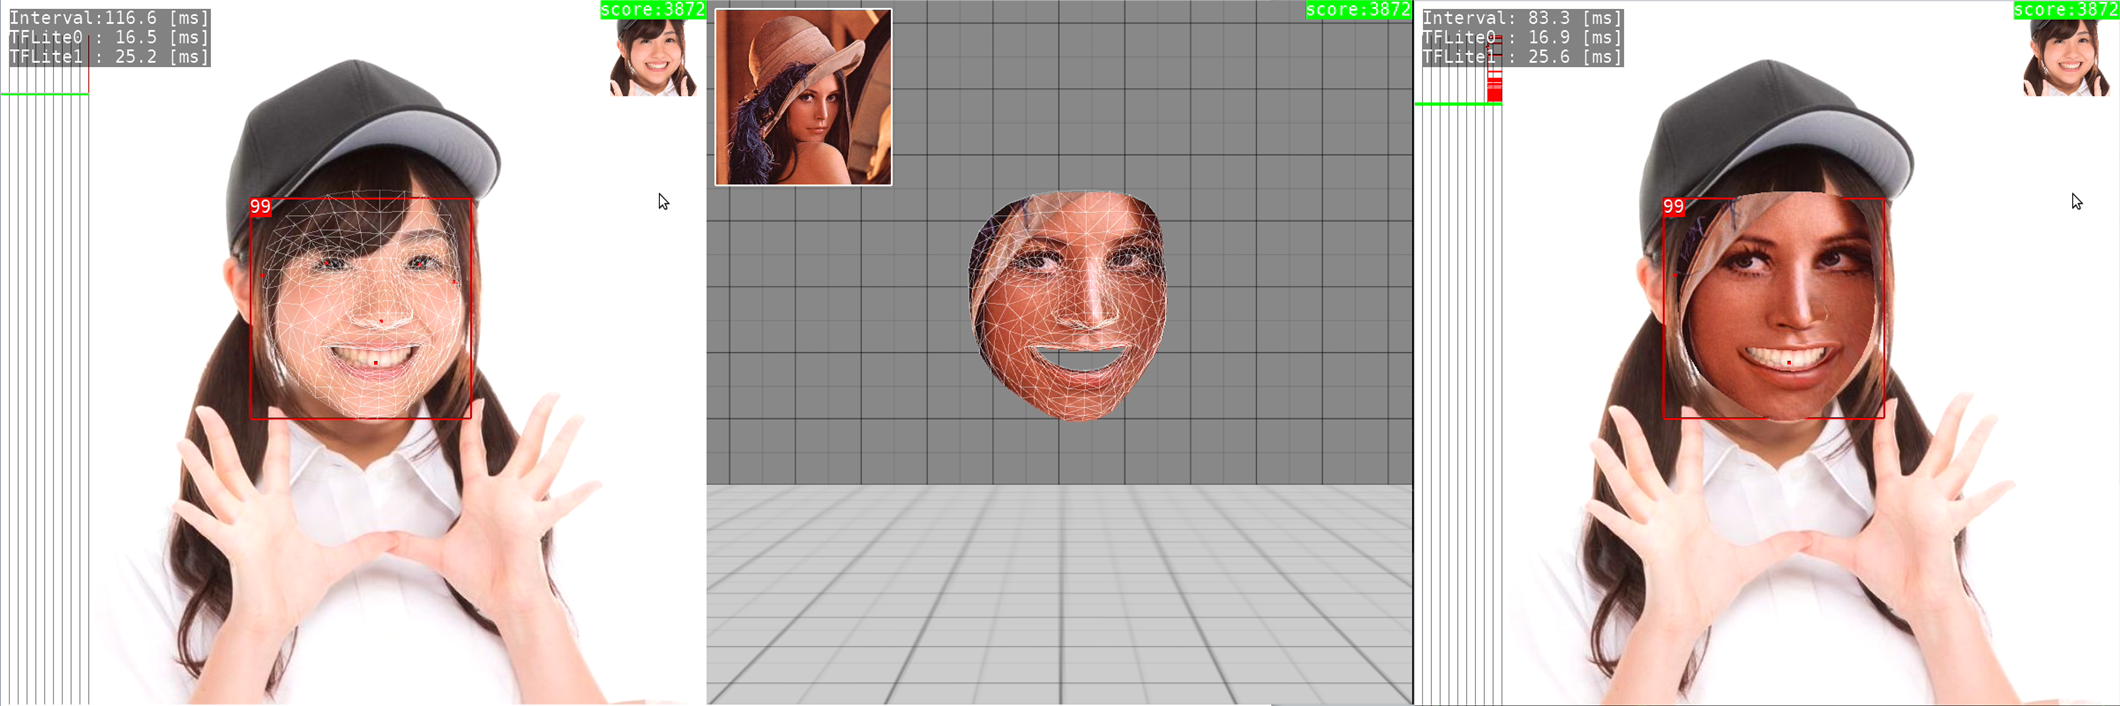 Interval:116.6 [ms]
TFLite0 : 16.5 [ms]
TFLite1 : 25.2 [ms]
score:3872
99
score:3872
Interval: 83.3 [ms]
TFLite0 : 16.9 [ms]
TFLite1 : 25.6 [ms]
score:3872
99